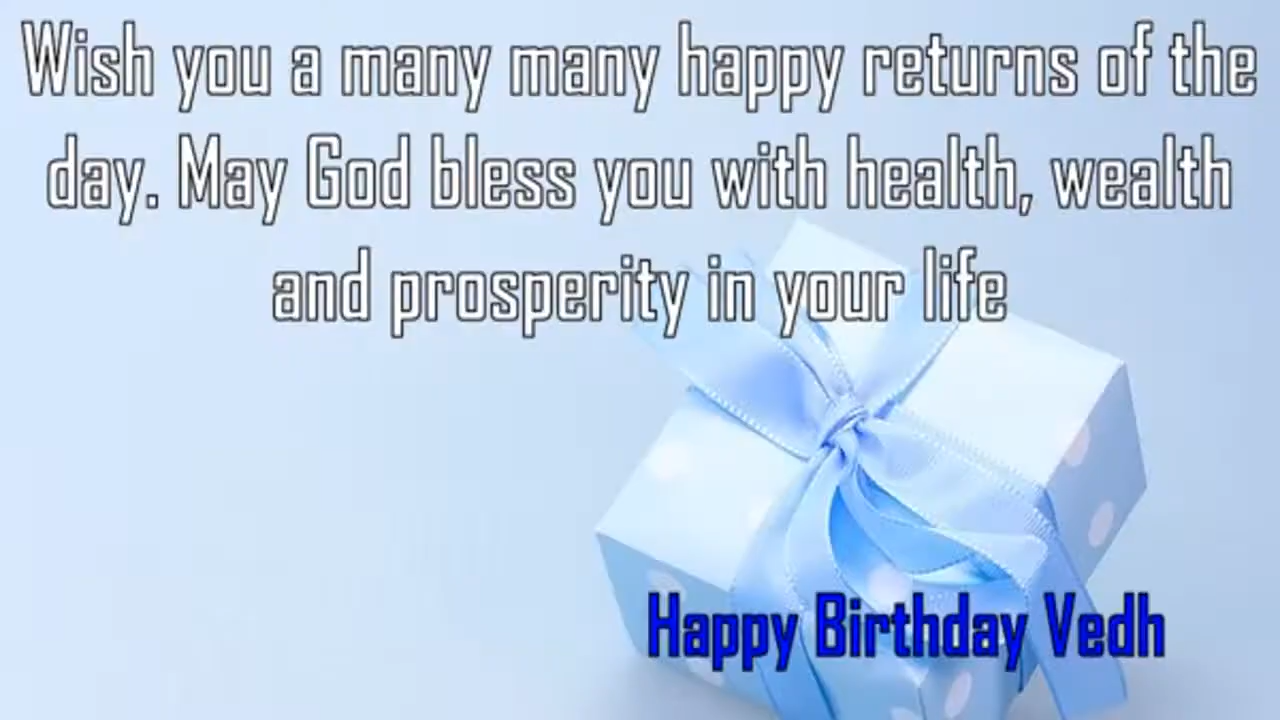 Wish you a many many happy returns of the
day. May God bless you with health, wealth
and prosperity in your life
Happy Birthday Vedh